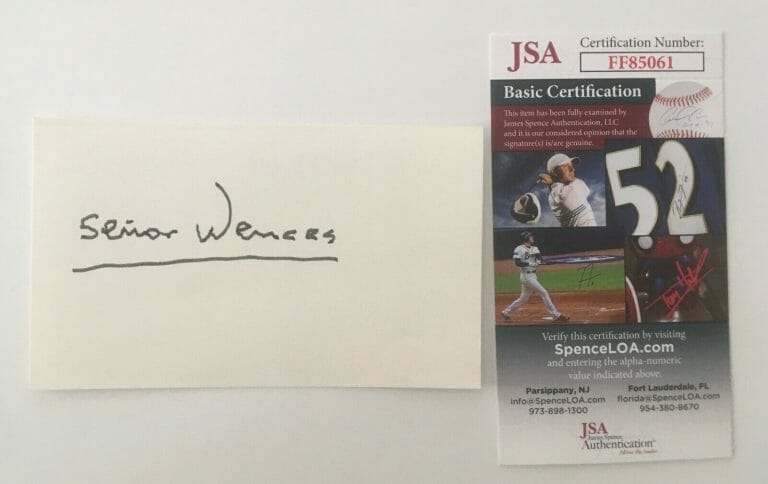 Señor Wences
JSA
Certification Number:
FF85061
Basic Certification
This item has been fully examined by
James Spence Authentication, LLC
and it is our considered opinion that the
signature(s) is/are genuine.
52
Verify this certification by visiting
SpenceLOA.com
and entering the alpha-numeric
value indicated above.
Parsippany, NJ
info@SpenceLOA.com
973-898-1300
Fort Lauderdale, FL
florida@SpenceLOA.com
954-380-8670
JSA
James Spence
Authentication